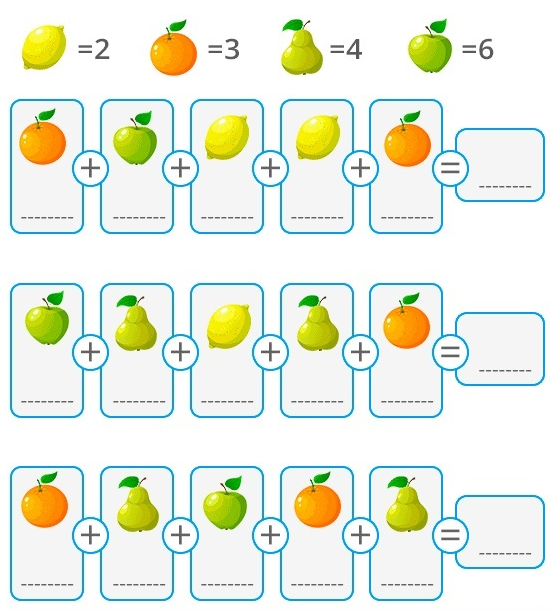 =2 =3 =4 =6
+ + + + =
+ + + + =
+ + + + =